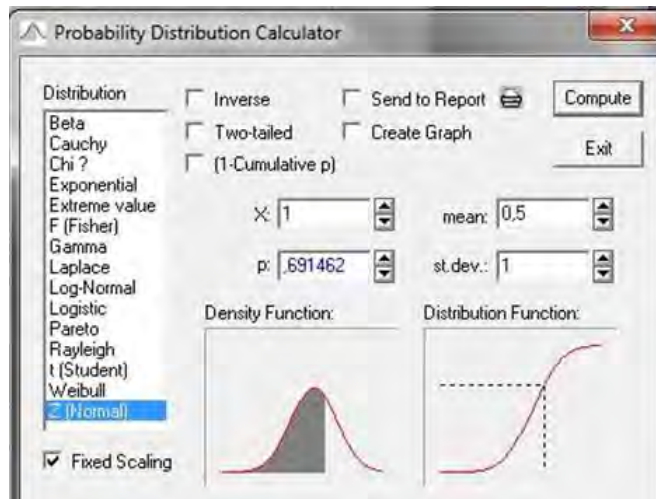 Probability Distribution Calculator
Distribution
Beta
Cauchy
Chi ?
Exponential
Extreme value
F (Fisher)
Gamma
Laplace
Log-Normal
Logistic
Pareto
Rayleigh
t (Student)
Weibull
Z (Normal)
Fixed Scaling
Inverse
Two-tailed
(1-Cumulative p)
Send to Report
Create Graph
Compute
Exit
X: 1
mean: 0,5
p: ,691462
st.dev.: 1
Density Function:
Distribution Function: